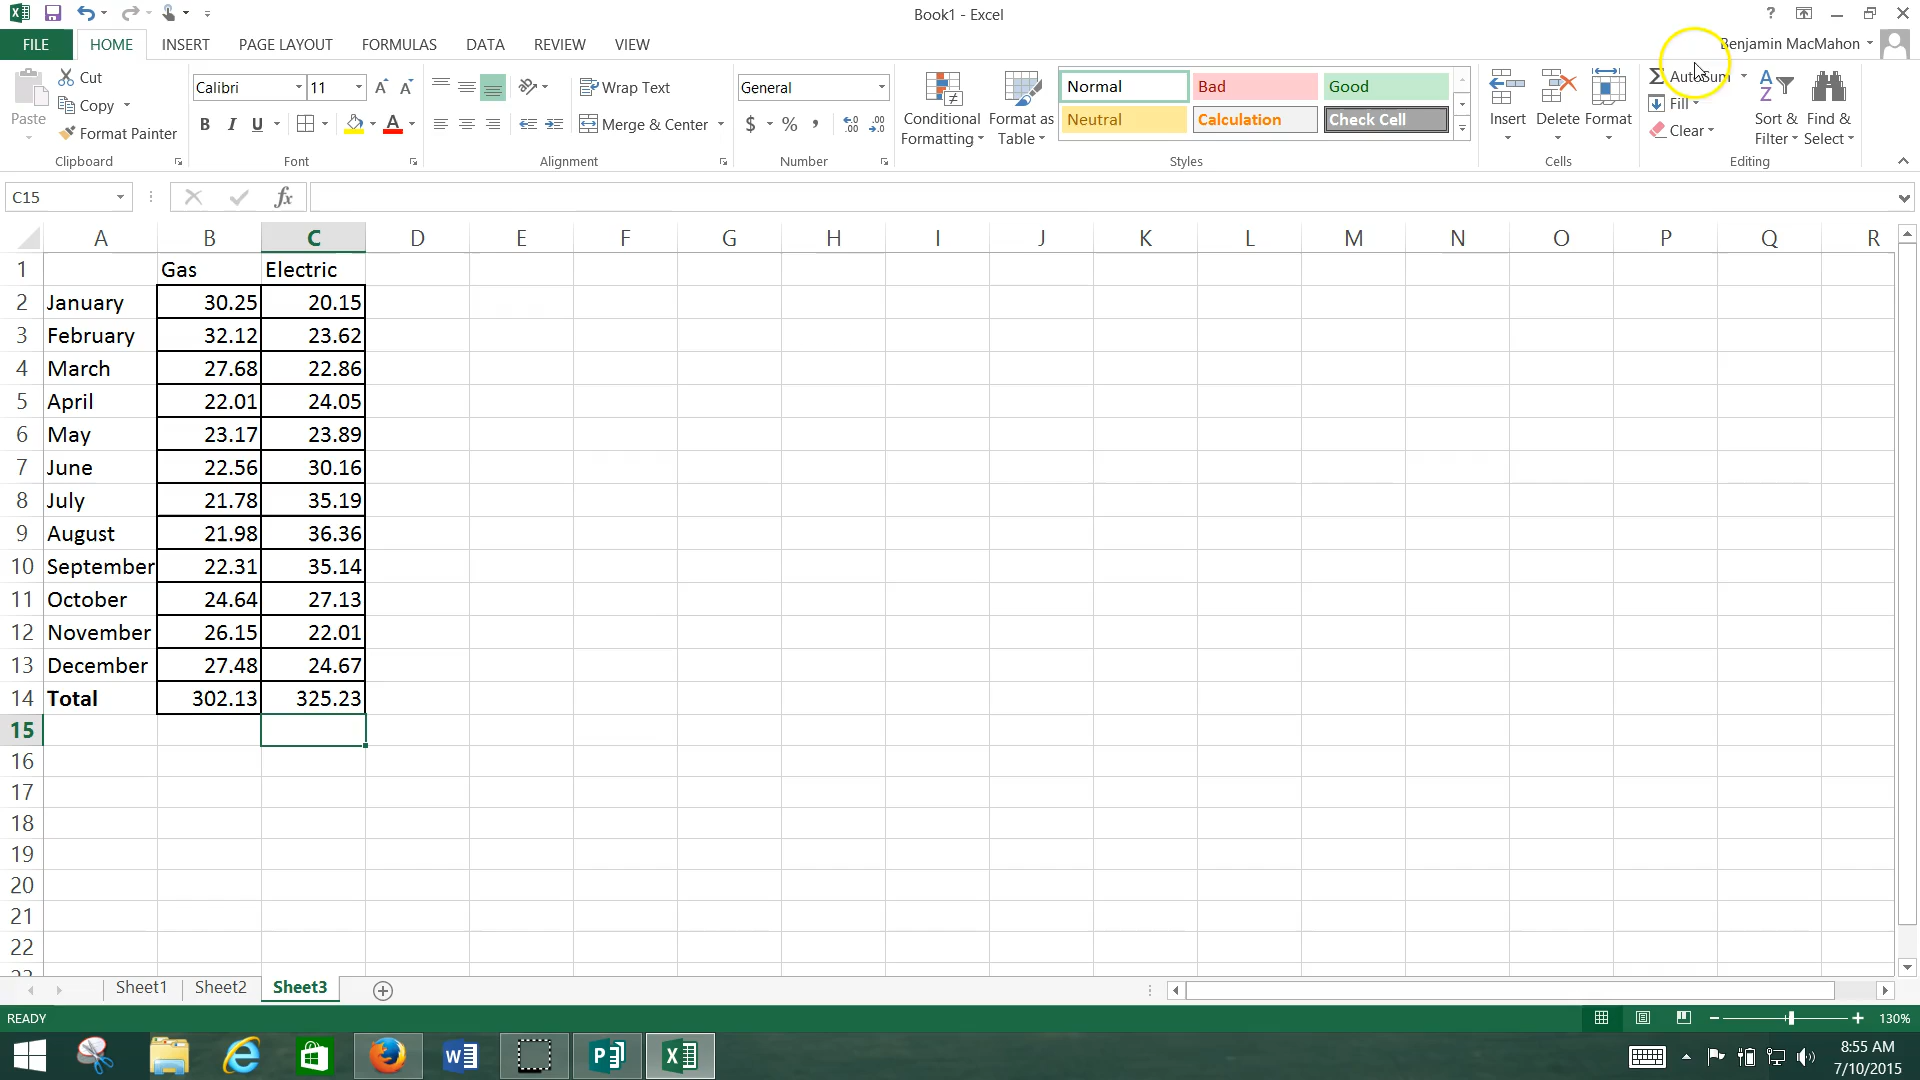 Book1 - Excel
?
FILE HOME INSERT PAGE LAYOUT FORMULAS DATA REVIEW VIEW Benjamin MacMahon
Paste Cut Copy Format Painter Clipboard
Calibri 11 B I U A A A Font
Wrap Text Merge & Center Alignment
General $ % , .00 .0 Number
Conditional Formatting Format as Table
Normal Bad Good
Neutral Calculation Check Cell
Styles
Insert Delete Format Cells
Σ AutoSum Fill Clear Sort & Filter Find & Select Editing
C15 fx
A B C D E F G H I J K L M N O P Q R
1 Gas Electric
2 January 30.25 20.15
3 February 32.12 23.62
4 March 27.68 22.86
5 April 22.01 24.05
6 May 23.17 23.89
7 June 22.56 30.16
8 July 21.78 35.19
9 August 21.98 36.36
10 September 22.31 35.14
11 October 24.64 27.13
12 November 26.15 22.01
13 December 27.48 24.67
14 Total 302.13 325.23
15
16
17
18
19
20
21
22
23
Sheet1 Sheet2 Sheet3
READY 130%
8:55 AM
7/10/2015